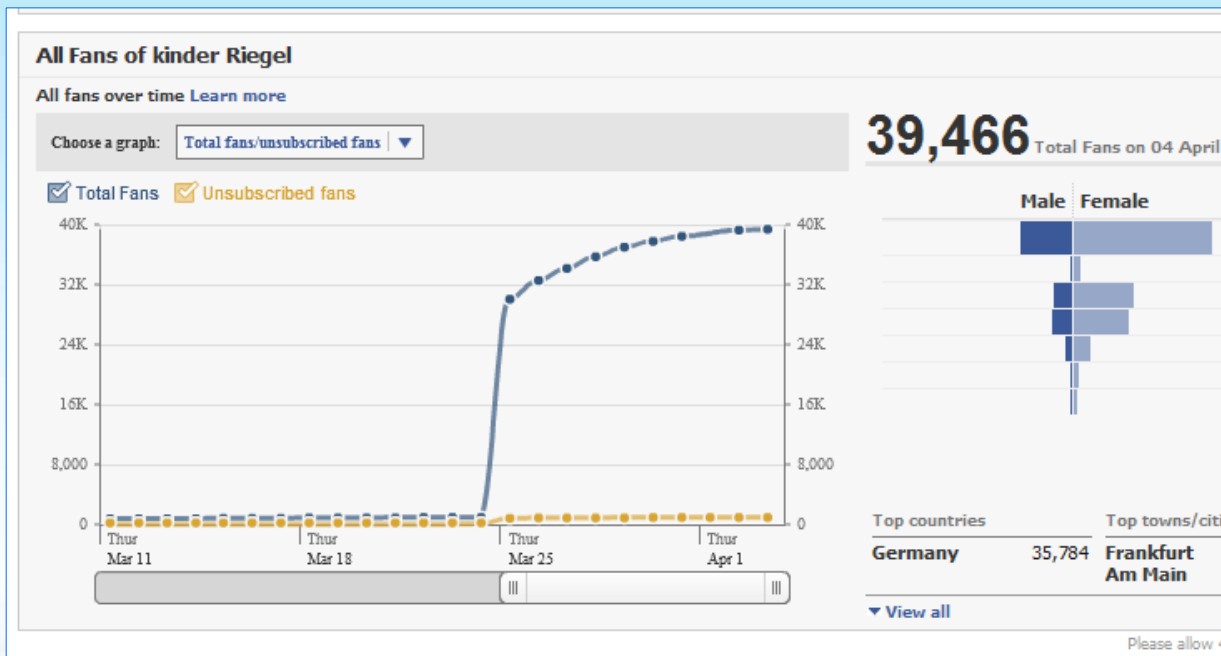 All Fans of kinder Riegel
All fans over time Learn more
Choose a graph: Total fans/unsubscribed fans
Total Fans Unsubscribed fans
40K 40K
32K 32K
24K 24K
16K 16K
8,000 8,000
0 0
Thur Thur Thur Thur
Mar 11 Mar 18 Mar 25 Apr 1
39,466 Total Fans on 04 April
Male Female
Top countries Top towns/citi
Germany 35,784 Frankfurt
Am Main
View all
Please allow